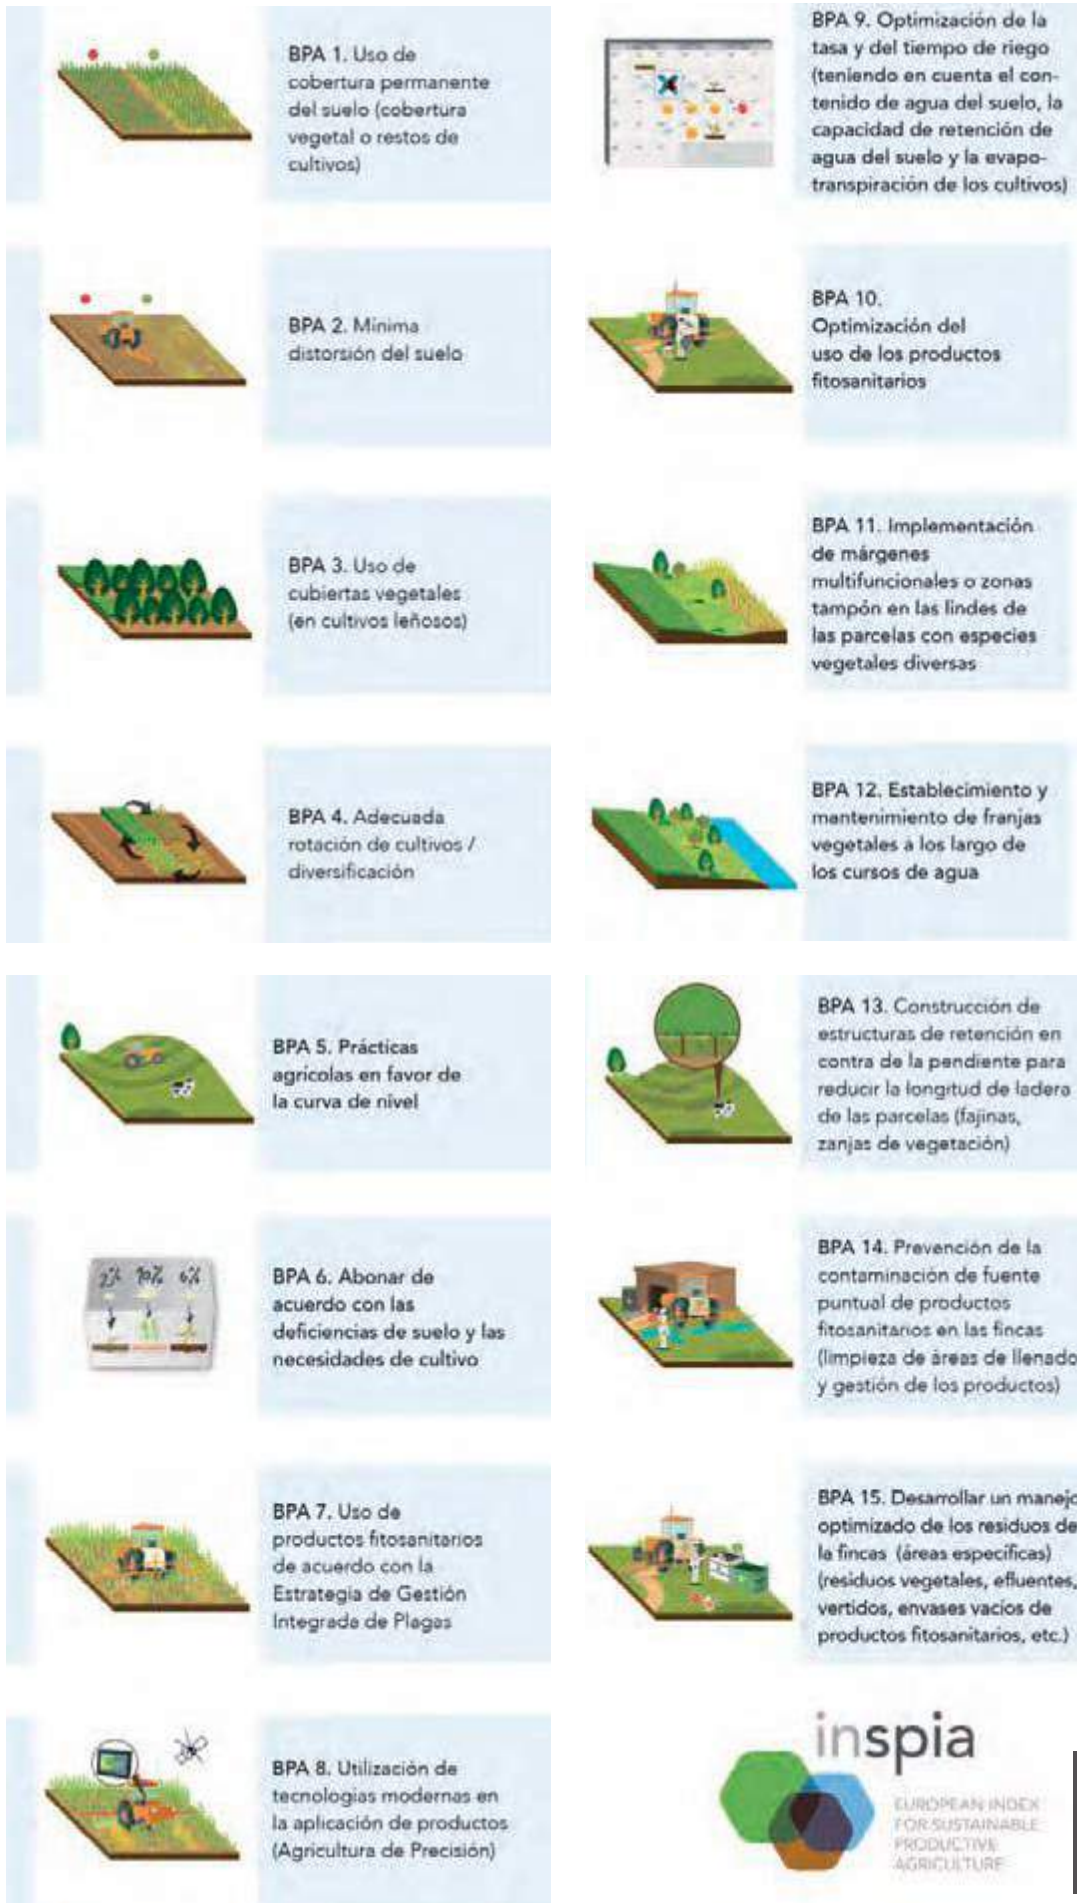 BPA 1. Uso de
cobertura permanente
del suelo (cobertura
vegetal o restos de
cultivos)
BPA 2. Mínima
distorsión del suelo
BPA 3. Uso de
cubiertas vegetales
(en cultivos leñosos)
BPA 4. Adecuada
rotación de cultivos /
diversificación
BPA 5. Prácticas
agrícolas en favor de
la curva de nivel
2% 90% 6%
BPA 6. Abonar de
acuerdo con las
deficiencias de suelo y las
necesidades de cultivo
BPA 7. Uso de
productos fitosanitarios
de acuerdo con la
Estrategia de Gestión
Integrada de Plagas
BPA 8. Utilización de
tecnologías modernas en
la aplicación de productos
(Agricultura de Precisión)
BPA 9. Optimización de la
tasa y del tiempo de riego
(teniendo en cuenta el con-
tenido de agua del suelo, la
capacidad de retención de
agua del suelo y la evapo-
transpiración de los cultivos)
BPA 10.
Optimización del
uso de los productos
fitosanitarios
BPA 11. Implementación
de márgenes
multifuncionales o zonas
tampón en las lindes de
las parcelas con especies
vegetales diversas
BPA 12. Establecimiento y
mantenimiento de franjas
vegetales a los largo de
los cursos de agua
BPA 13. Construcción de
estructuras de retención en
contra de la pendiente para
reducir la longitud de ladera
de las parcelas (fajinas,
zanjas de vegetación)
BPA 14. Prevención de la
contaminación de fuente
puntual de productos
fitosanitarios en las fincas
(limpieza de áreas de llenado
y gestión de los productos)
BPA 15. Desarrollar un manejo
optimizado de los residuos de
la fincas (áreas específicas)
(residuos vegetales, efluentes,
vertidos, envases vacíos de
productos fitosanitarios, etc.)
inspia
EUROPEAN INDEX
FOR SUSTAINABLE
PRODUCTIVE
AGRICULTURE